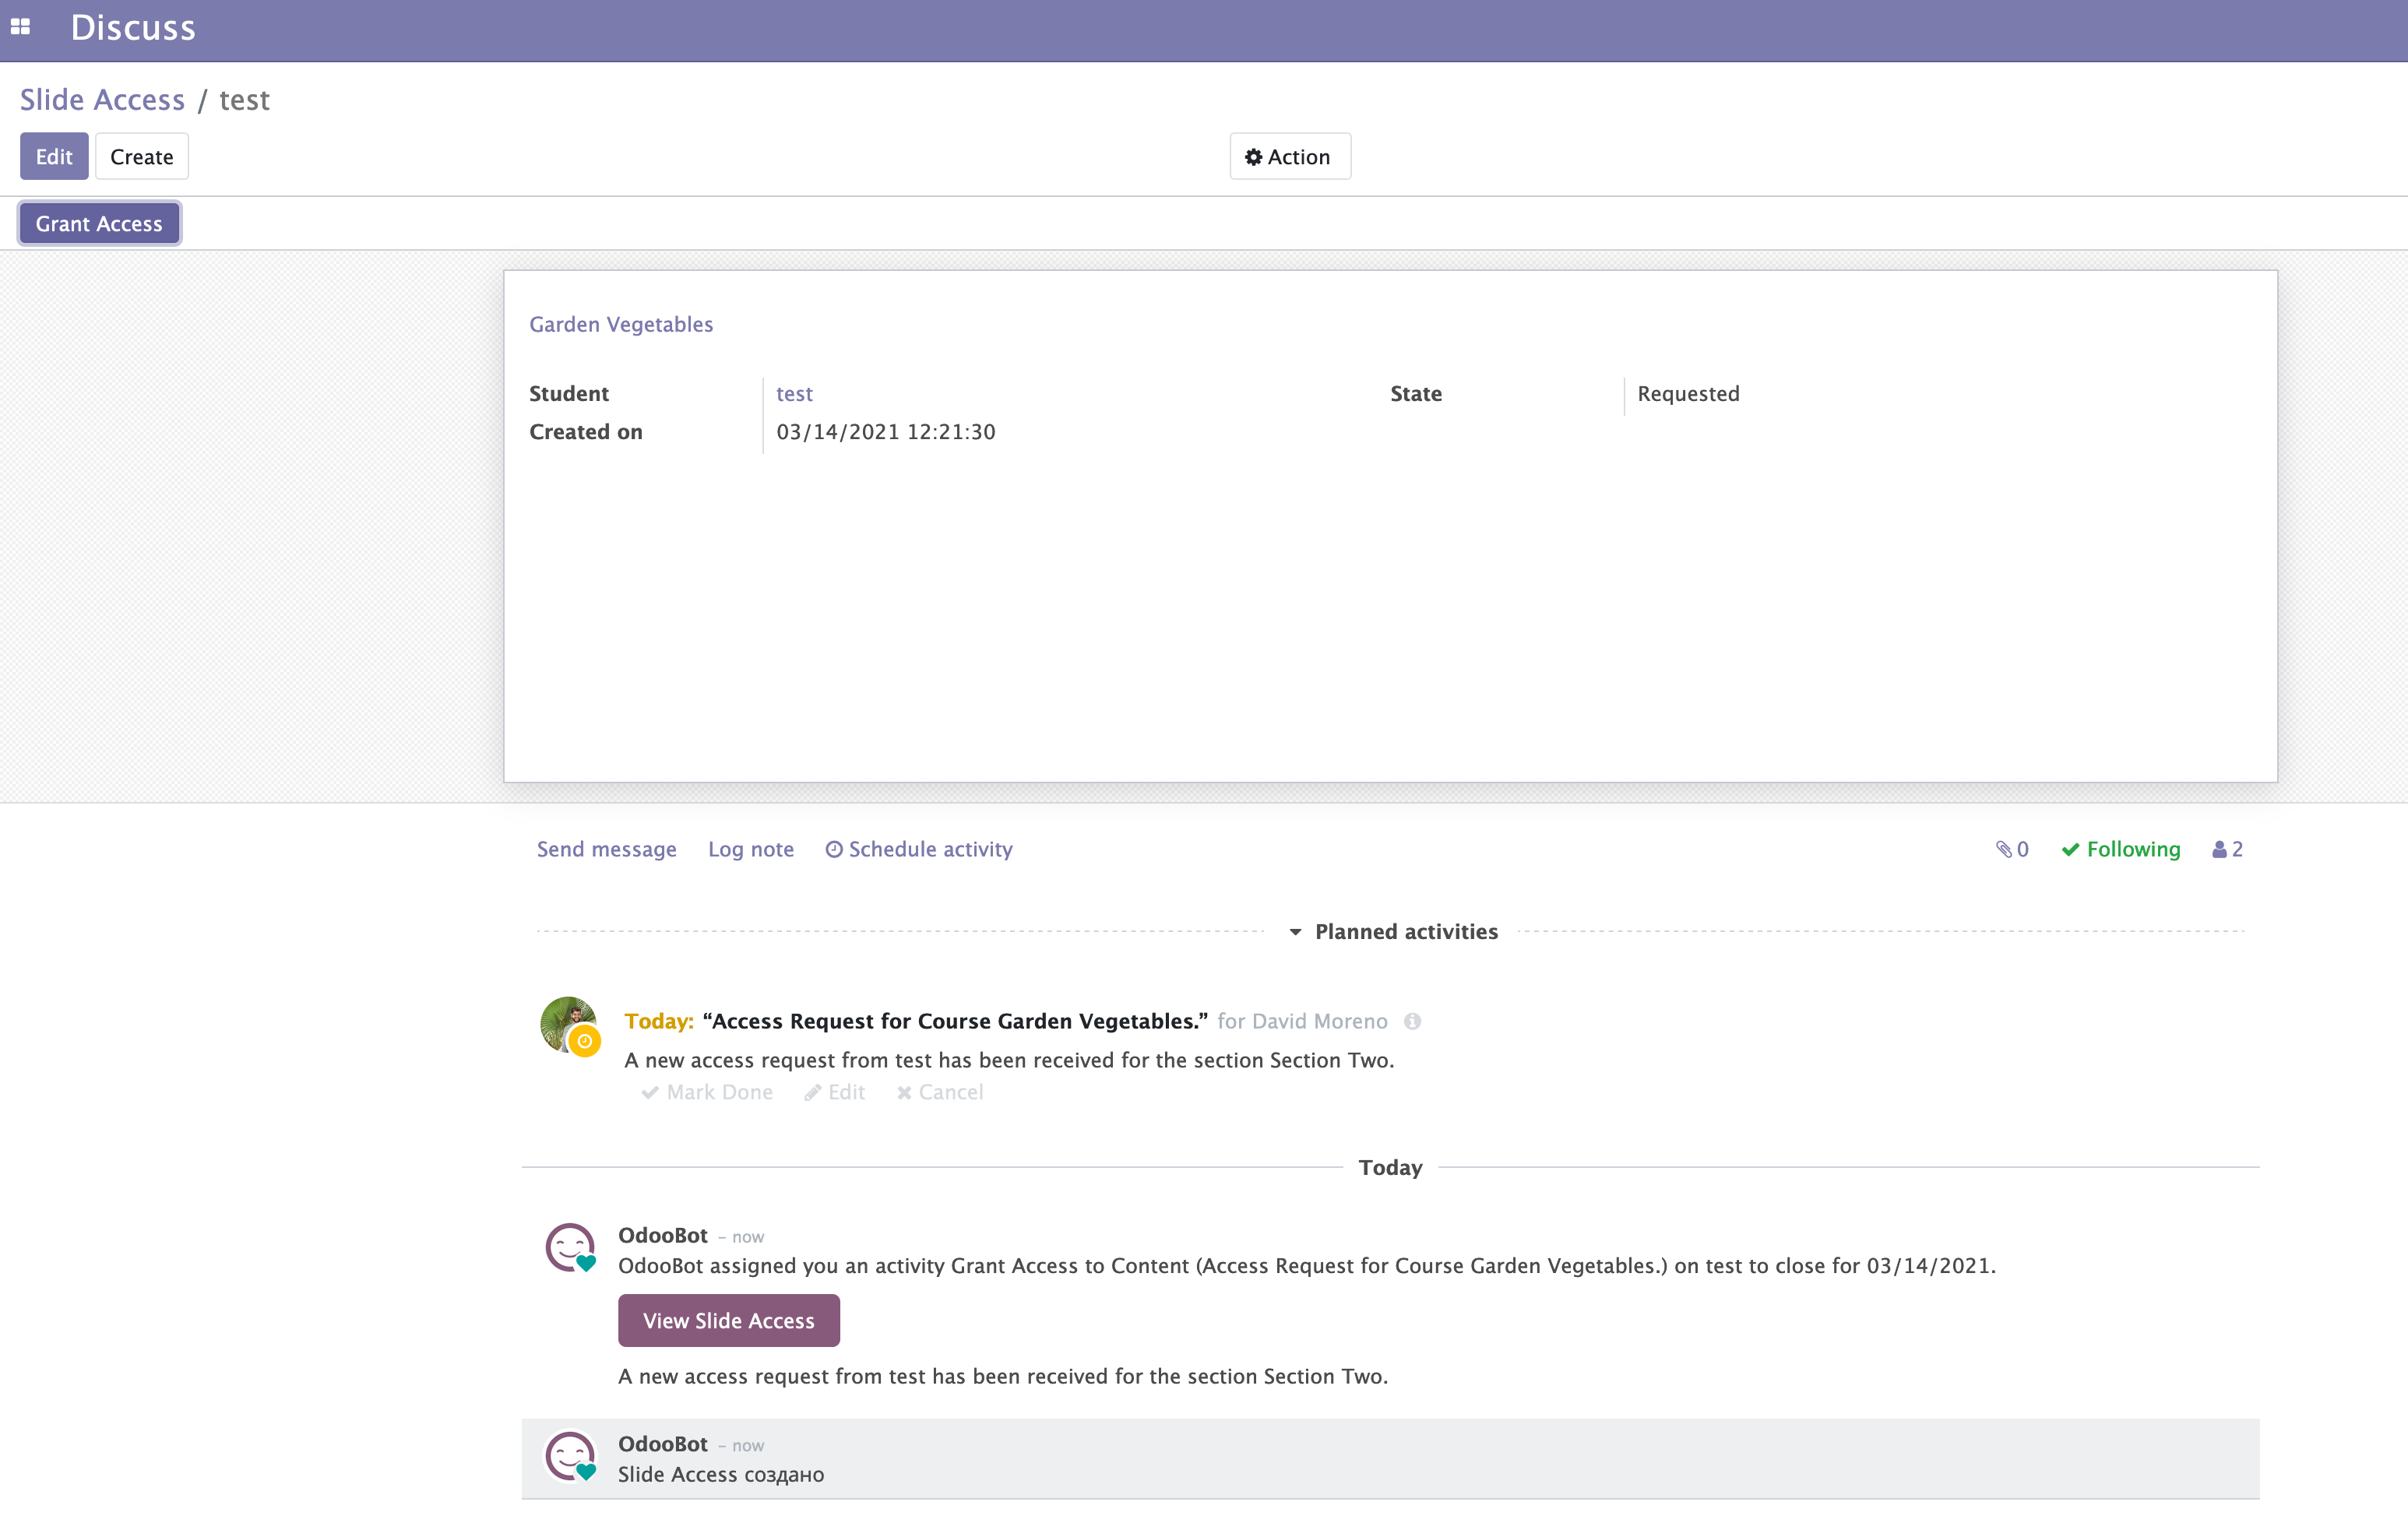 Discuss
Slide Access / test
Edit Create Action
Grant Access
Garden Vegetables
Student test State Requested
Created on 03/14/2021 12:21:30
Send message Log note Schedule activity 0 Following 2
Planned activities
Today: “Access Request for Course Garden Vegetables.” for David Moreno
A new access request from test has been received for the section Section Two.
Mark Done Edit Cancel
Today
OdooBot – now
OdooBot assigned you an activity Grant Access to Content (Access Request for Course Garden Vegetables.) on test to close for 03/14/2021.
View Slide Access
A new access request from test has been received for the section Section Two.
OdooBot – now
Slide Access создано